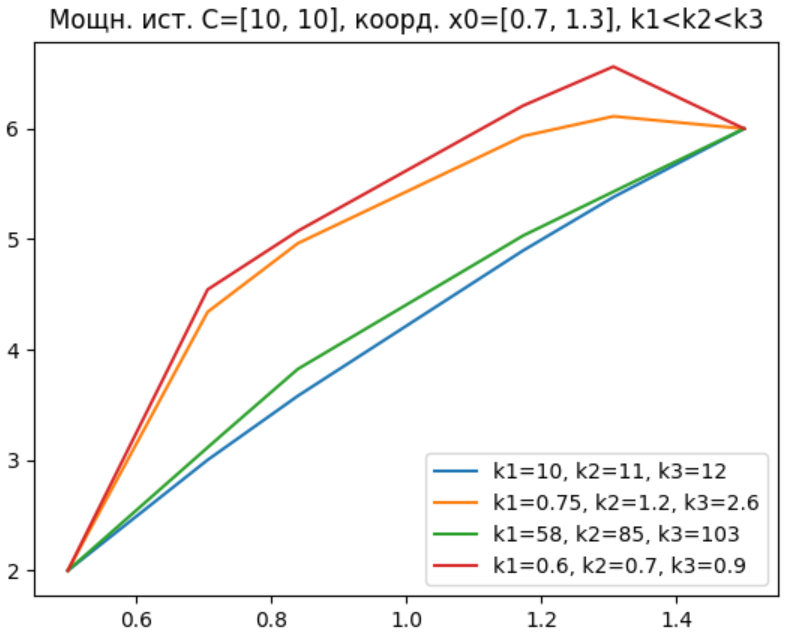 Мощн. ист. C=[10, 10], коорд. x0=[0.7, 1.3], k1<k2<k3
6
5
4
3
2
k1=10, k2=11, k3=12
k1=0.75, k2=1.2, k3=2.6
k1=58, k2=85, k3=103
k1=0.6, k2=0.7, k3=0.9
0.6 0.8 1.0 1.2 1.4